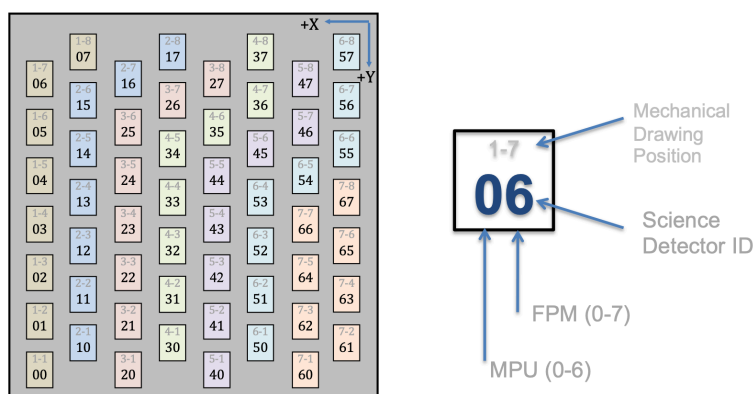 +X
1-8 2-8 4-8 6-8
07 17 37 57
1-7 2-7 3-8 5-8
+Y
06 16 27 47
2-6 3-7 4-7 6-7
15 26 36 56
1-6 3-6 4-6 5-7
05 25 35 46
2-5 4-5 5-6 6-6
14 34 45 55
1-5 3-5 5-5 6-5
04 24 44 54
2-4 4-4 6-4 7-8
13 33 53 67
1-4 3-4 5-4 7-7
03 23 43 66
2-3 4-3 6-3 7-6
12 32 52 65
1-3 3-3 5-3 7-5
02 22 42 64
2-2 4-2 6-2 7-4
11 31 51 63
1-2 3-2 5-2 7-3
01 21 41 62
2-1 4-1 6-1 7-2
10 30 50 61
1-1 3-1 5-1 7-1
00 20 40 60
1-7
06
Mechanical
Drawing
Position
Science
Detector ID
FPM (0-7)
MPU (0-6)